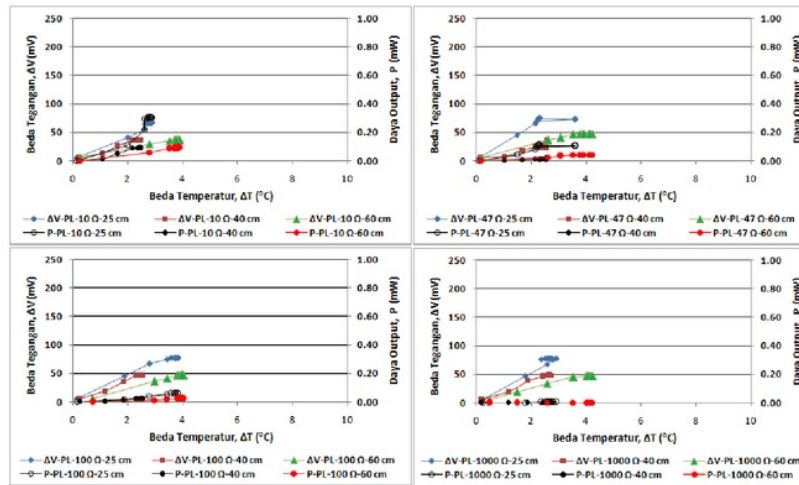 250 1.00 250 1.00
200 0.80 200 0.80
150 0.60 150 0.60
100 0.40 100 0.40
50 0.20 50 0.20
0 0.00 0 0.00
0 2 4 6 8 10 0 2 4 6 8 10
Beda Tegangan, ΔV (mV) Daya Output, P (mW) Beda Tegangan, ΔV (mV) Daya Output, P (mW)
Beda Temperatur, ΔT (°C) Beda Temperatur, ΔT (°C)
ΔV-PL-10 Ω-25 cm ΔV-PL-10 Ω-40 cm ΔV-PL-10 Ω-60 cm ΔV-PL-47 Ω-25 cm ΔV-PL-47 Ω-40 cm ΔV-PL-47 Ω-60 cm
P-PL-10 Ω-25 cm P-PL-10 Ω-40 cm P-PL-10 Ω-60 cm P-PL-47 Ω-25 cm P-PL-47 Ω-40 cm P-PL-47 Ω-60 cm
250 1.00 250 1.00
200 0.80 200 0.80
150 0.60 150 0.60
100 0.40 100 0.40
50 0.20 50 0.20
0 0.00 0 0.00
0 2 4 6 8 10 0 2 4 6 8 10
Beda Tegangan, ΔV (mV) Daya Output, P (mW) Beda Tegangan, ΔV (mV) Daya Output, P (mW)
Beda Temperatur, ΔT (°C) Beda Temperatur, ΔT (°C)
ΔV-PL-100 Ω-25 cm ΔV-PL-100 Ω-40 cm ΔV-PL-100 Ω-60 cm ΔV-PL-1000 Ω-25 cm ΔV-PL-1000 Ω-40 cm ΔV-PL-1000 Ω-60 cm
P-PL-100 Ω-25 cm P-PL-100 Ω-40 cm P-PL-100 Ω-60 cm P-PL-1000 Ω-25 cm P-PL-1000 Ω-40 cm P-PL-1000 Ω-60 cm